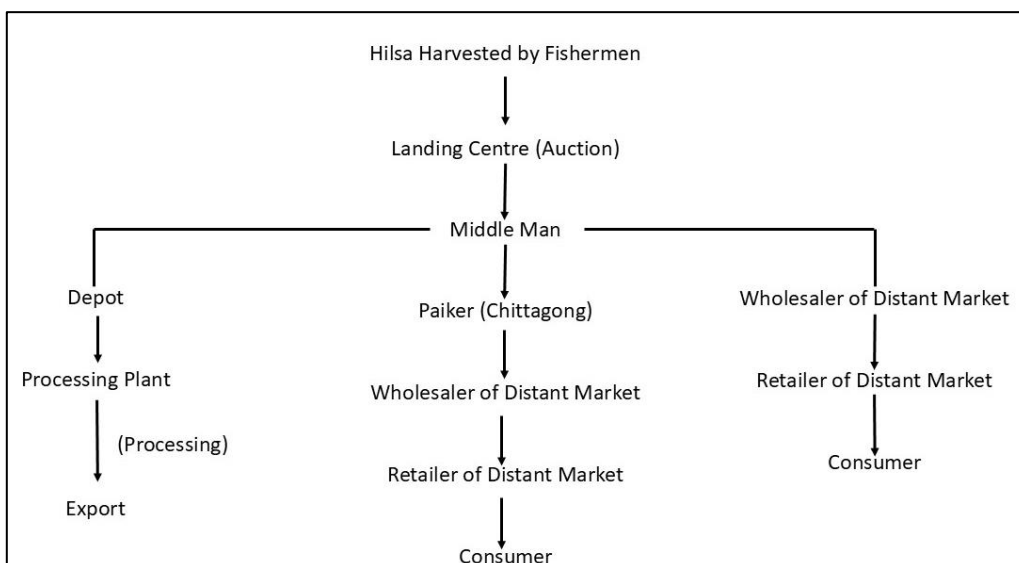 Hilsa Harvested by Fishermen
Landing Centre (Auction)
Middle Man
Depot
Processing Plant
(Processing)
Export
Paiker (Chittagong)
Wholesaler of Distant Market
Retailer of Distant Market
Consumer
Wholesaler of Distant Market
Retailer of Distant Market
Consumer